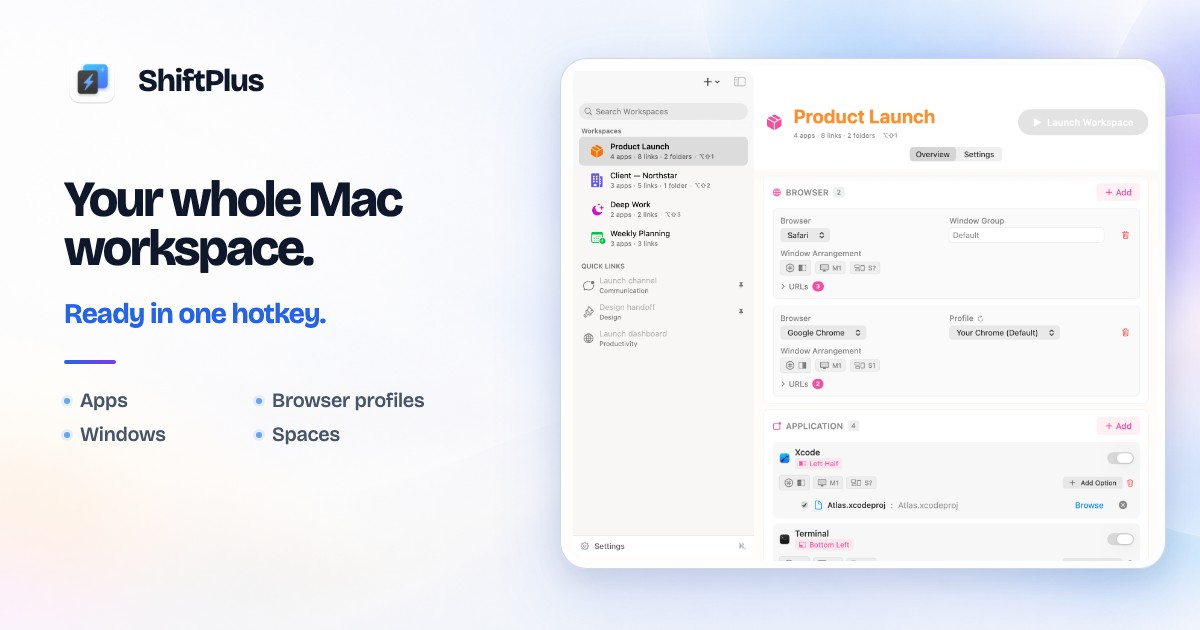 ShiftPlus
Your whole Mac
workspace.
Ready in one hotkey.
Apps
Browser profiles
Windows
Spaces
Search Workspaces
Workspaces
Product Launch
4 apps · 8 links · 2 folders · ⌥⇧1
Client — Northstar
3 apps · 5 links · 1 folder · ⌥⇧2
Deep Work
2 apps · 2 links · ⌥⇧3
Weekly Planning
3 apps · 3 links
QUICK LINKS
Launch channel
Communication
Design handoff
Design
Launch dashboard
Productivity
Settings
Product Launch
4 apps · 8 links · 2 folders · ⌥⇧1
Launch Workspace
Overview
Settings
BROWSER 2
+ Add
Browser
Window Group
Safari
Default
Window Arrangement
M1
S?
URLs 3
Browser
Profile
Google Chrome
Your Chrome (Default)
Window Arrangement
M1
S1
URLs 2
APPLICATION 4
+ Add
Xcode
Left Half
M1
S?
+ Add Option
Atlas.xcodeproj : Atlas.xcodeproj
Browse
Terminal
Bottom Left